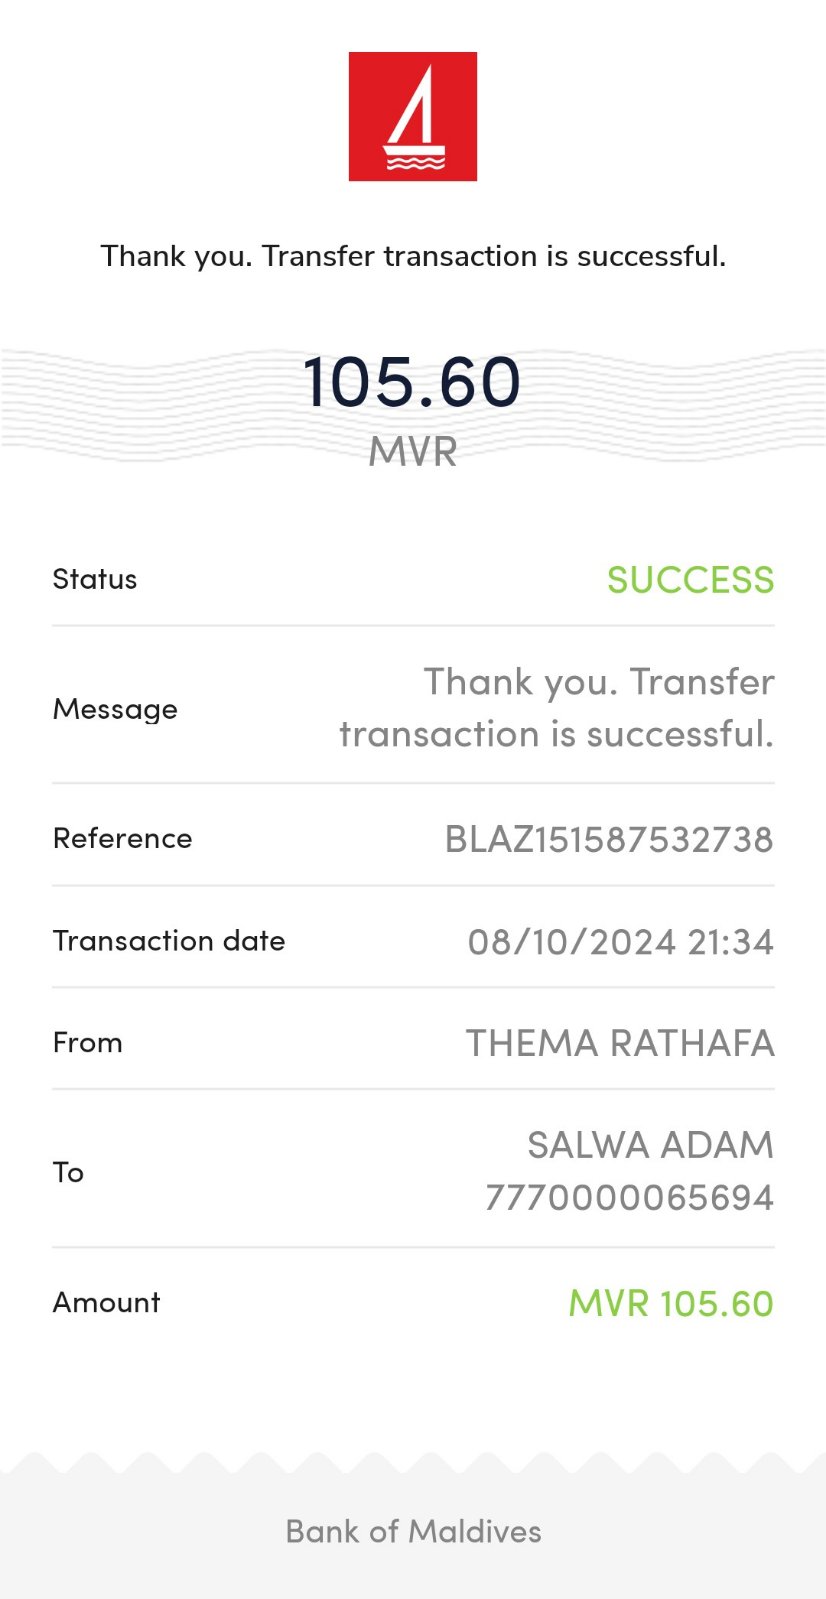 Thank you. Transfer transaction is successful.
105.60
MVR
Status
SUCCESS
Message
Thank you. Transfer
transaction is successful.
Reference
BLAZ151587532738
Transaction date
08/10/2024 21:34
From
THEMA RATHAFA
To
SALWA ADAM
7770000065694
Amount
MVR 105.60
Bank of Maldives